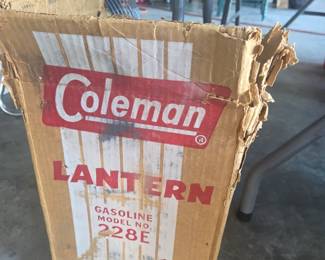 Coleman
®
LANTERN
GASOLINE
MODEL NO.
228E